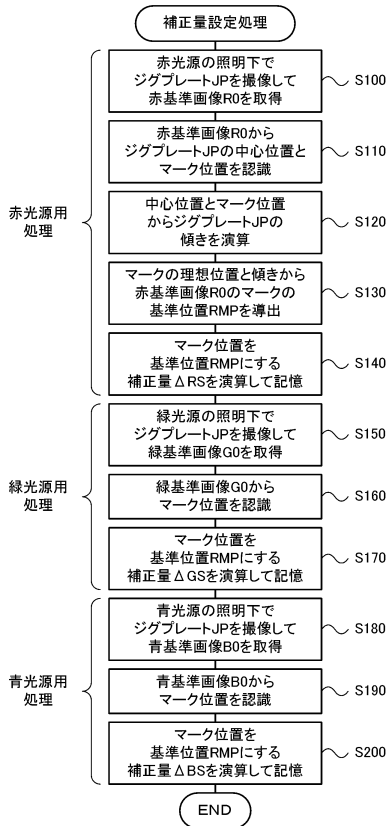 補正量設定処理
赤光源用
処理
赤光源の照明下で
ジグプレートJPを撮像して
赤基準画像R0を取得
S100
赤基準画像R0から
ジグプレートJPの中心位置と
マーク位置を認識
S110
中心位置とマーク位置
からジグプレートJPの
傾きを演算
S120
マークの理想位置と傾きから
赤基準画像R0のマークの
基準位置RMPを導出
S130
マーク位置を
基準位置RMPにする
補正量ΔRSを演算して記憶
S140
緑光源用
処理
緑光源の照明下で
ジグプレートJPを撮像して
緑基準画像G0を取得
S150
緑基準画像G0から
マーク位置を認識
S160
マーク位置を
基準位置RMPにする
補正量ΔGSを演算して記憶
S170
青光源用
処理
青光源の照明下で
ジグプレートJPを撮像して
青基準画像B0を取得
S180
青基準画像B0から
マーク位置を認識
S190
マーク位置を
基準位置RMPにする
補正量ΔBSを演算して記憶
S200
END